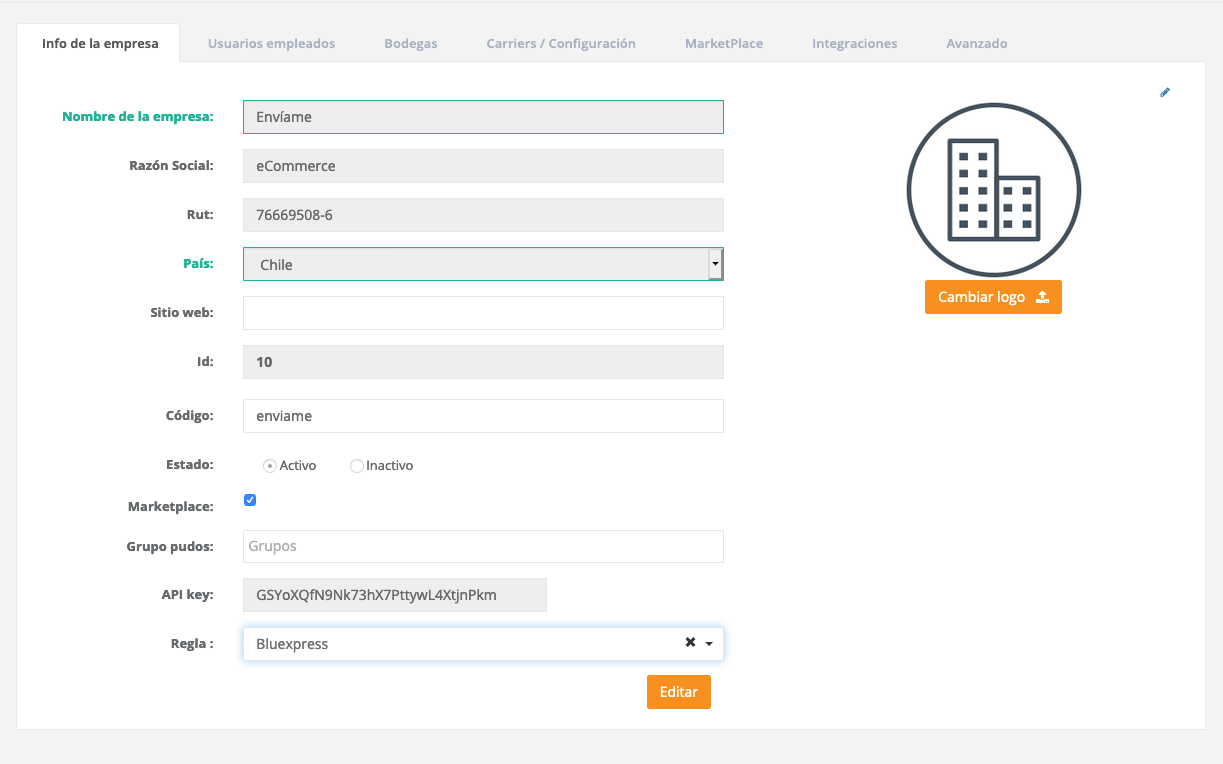 Info de la empresa Usuarios empleados Bodegas Carriers / Configuración MarketPlace Integraciones Avanzado
Nombre de la empresa: Envíame
Razón Social: eCommerce
Rut: 76669508-6
País: Chile
Cambiar logo
Sitio web:
Id: 10
Código: enviame
Estado: Activo Inactivo
Marketplace:
Grupo pudos: Grupos
API key: GSYoXQfN9Nk73hX7PttywL4XtjnPkm
Regla : Bluexpress
Editar